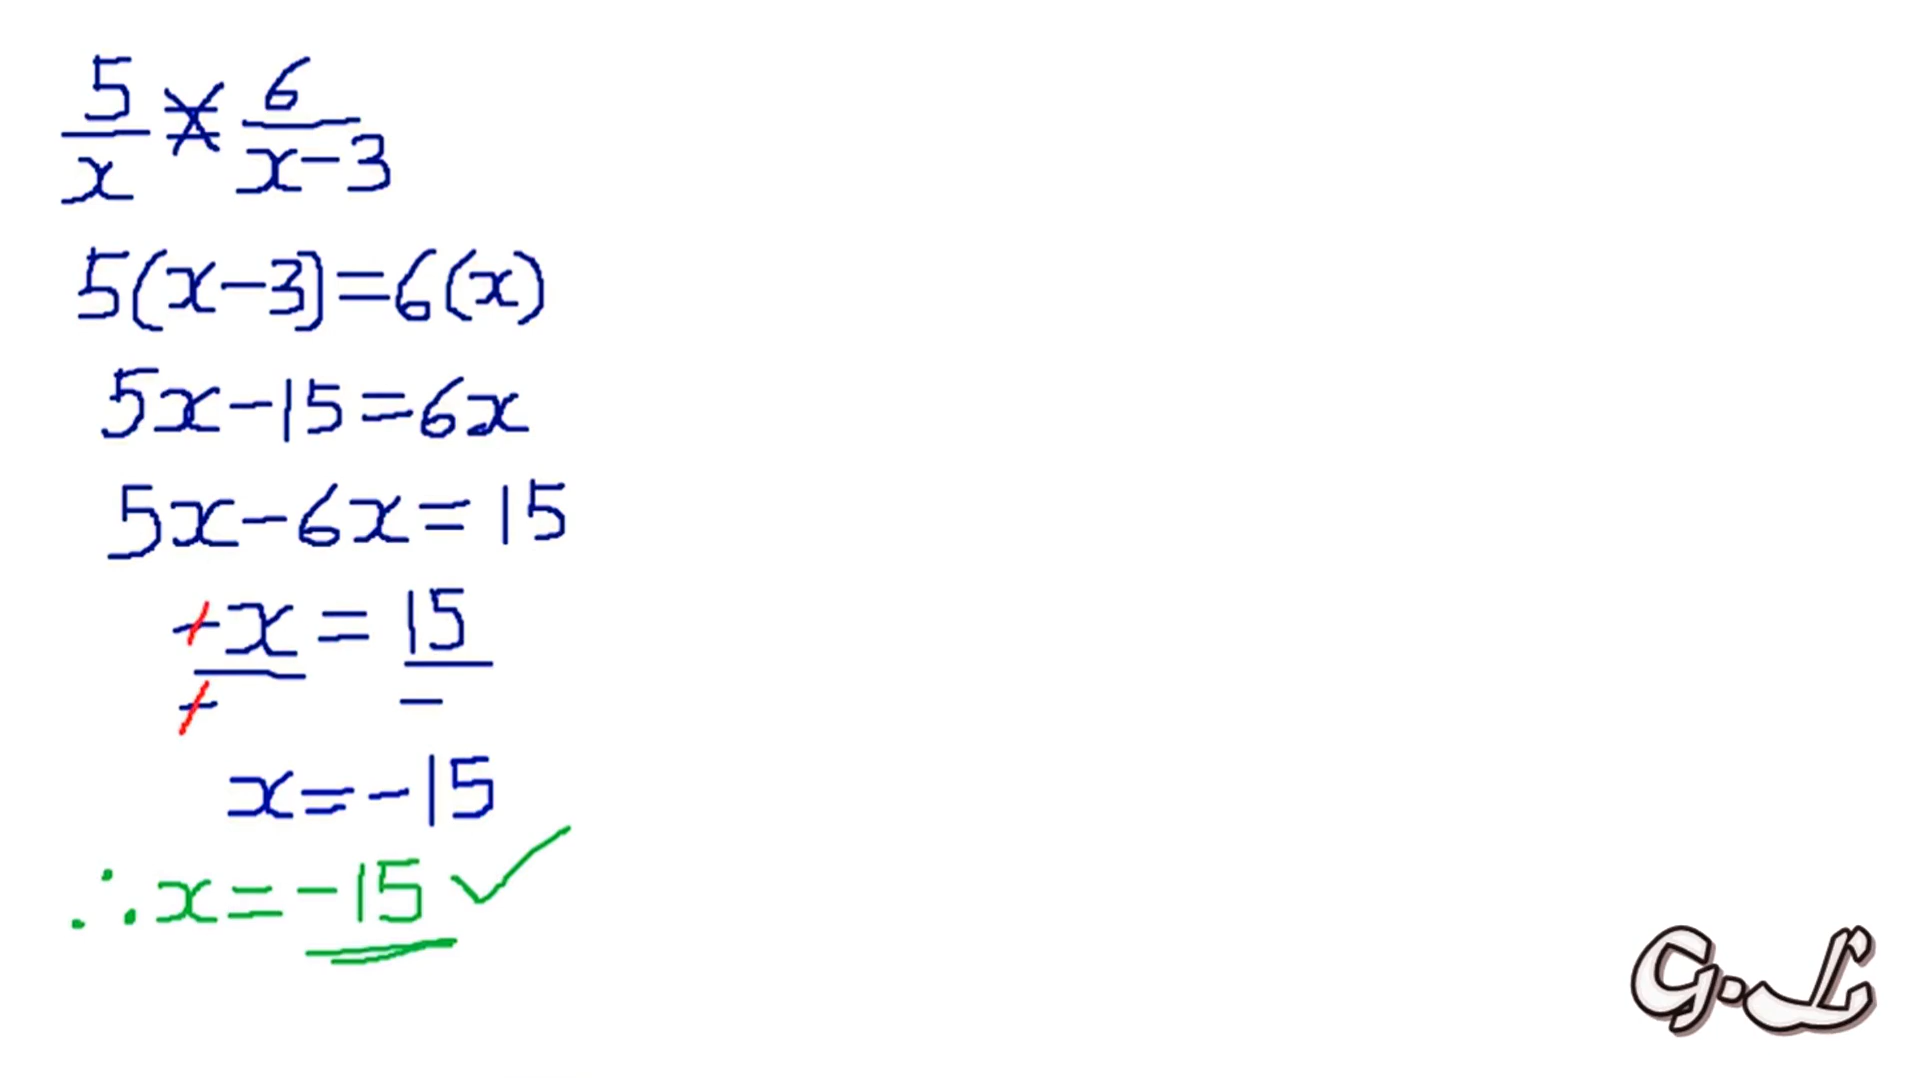 5/x = 6/(x-3)
5(x-3)=6(x)
5x-15=6x
5x-6x=15
-x/- = 15/-
x=-15
∴x=-15 ✓
G.L